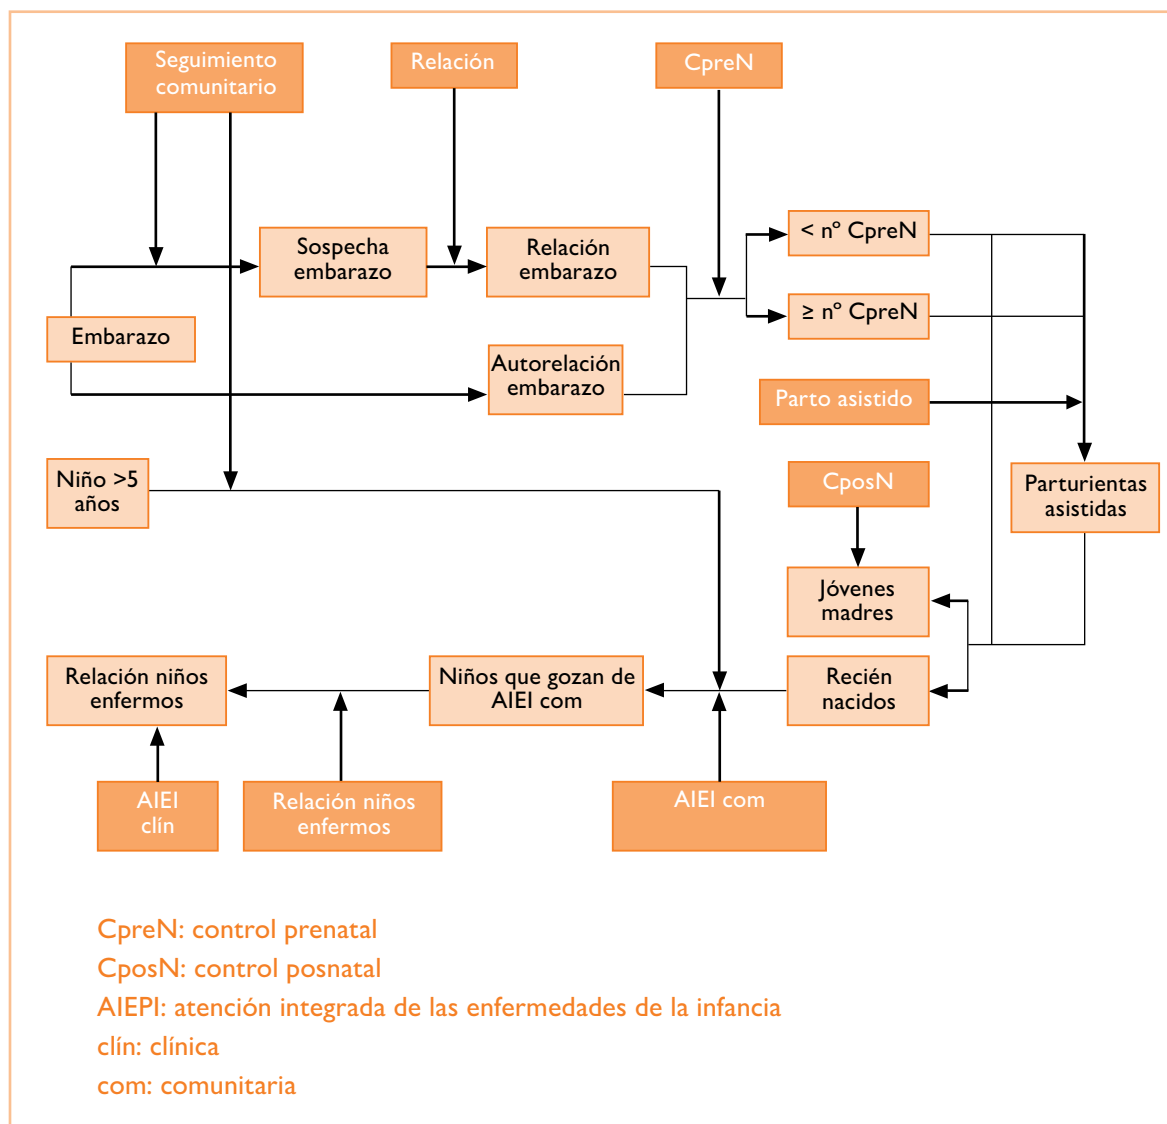 Seguimiento
comunitario
Relación
CpreN
Sospecha
embarazo
Relación
embarazo
< nº CpreN
≥ nº CpreN
Embarazo
Autorelación
embarazo
Parto asistido
Niño >5
años
CposN
Parturientas
asistidas
Jóvenes
madres
Relación niños
enfermos
Niños que gozan de
AIEI com
Recién
nacidos
AIEI
clín
Relación niños
enfermos
AIEI com
CpreN: control prenatal
CposN: control posnatal
AIEPI: atención integrada de las enfermedades de la infancia
clín: clínica
com: comunitaria